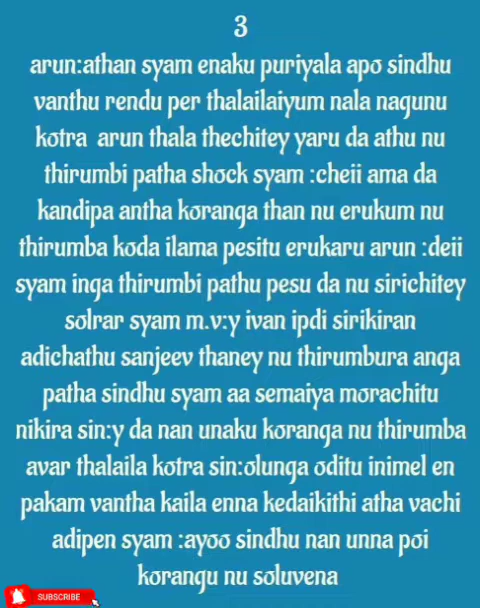 3
arun:athan syam enaku puriyala apo sindhu
vanthu rendu per thalailaiyum nala nagunu
kotra arun thala thechitey yaru da athu nu
thirumbi patha shock syam :cheii ama da
kandipa antha koranga than nu erukum nu
thirumba koda ilama pesitu erukaru arun :deii
syam inga thirumbi pathu pesu da nu sirichitey
solrar syam m.v:y ivan ipdi sirikiran
adichathu sanjeev thaney nu thirumbura anga
patha sindhu syam aa semaiya morachitu
nikira sin:y da nan unaku koranga nu thirumba
avar thalaila kotra sin:olunga oditu inimel en
pakam vantha kaila enna kedaikithi atha vachi
adipen syam :ayoo sindhu nan unna poi
korangu nu soluvena
SUBSCRIBE